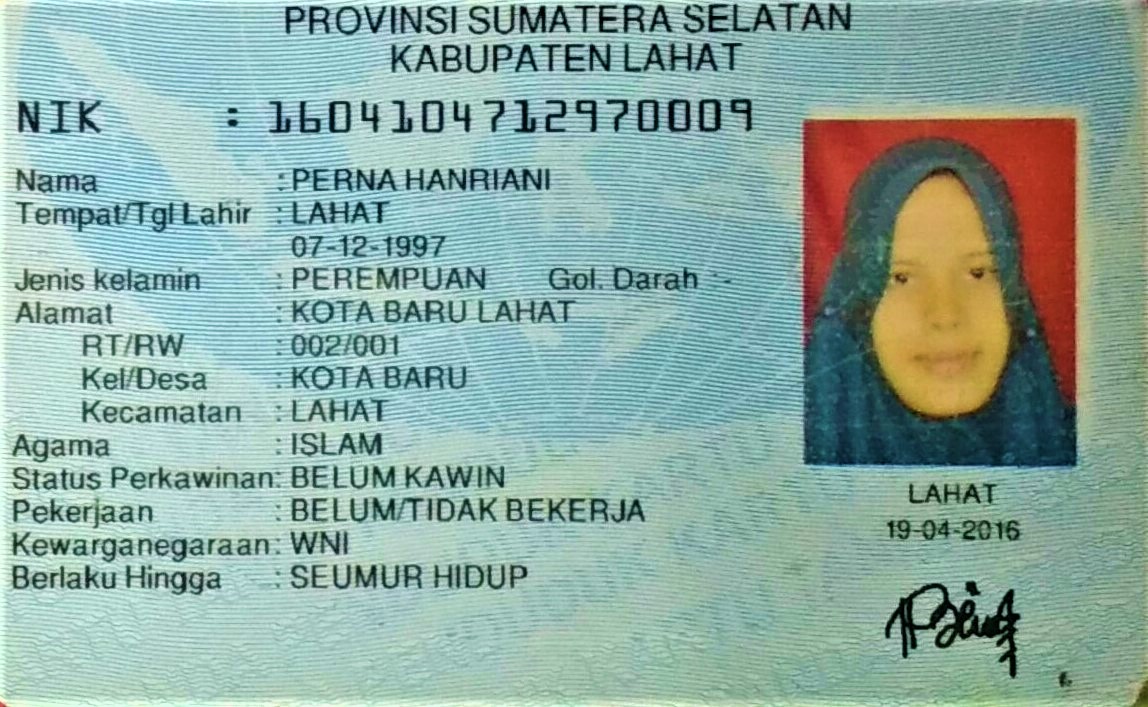 PROVINSI SUMATERA SELATAN
KABUPATEN LAHAT
NIK : 1604104712970009
Nama : PERNA HANRIANI
Tempat/Tgl Lahir : LAHAT
07-12-1997
Jenis kelamin : PEREMPUAN Gol. Darah :-
Alamat : KOTA BARU LAHAT
RT/RW : 002/001
Kel/Desa : KOTA BARU
Kecamatan : LAHAT
Agama : ISLAM
Status Perkawinan: BELUM KAWIN
Pekerjaan : BELUM/TIDAK BEKERJA
Kewarganegaraan: WNI
Berlaku Hingga : SEUMUR HIDUP
LAHAT
19-04-2016